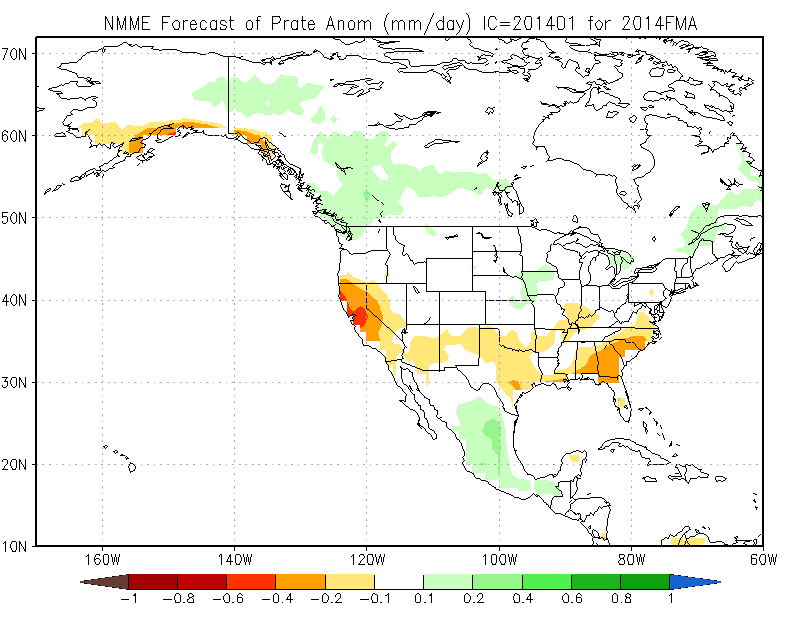 NMME Forecast of Prate Anom (mm/day) IC=201401 for 2014FMA
70N
60N
50N
40N
30N
20N
10N
160W 140W 120W 100W 80W 60W
-1 -0.8 -0.6 -0.4 -0.2 -0.1 0.1 0.2 0.4 0.6 0.8 1